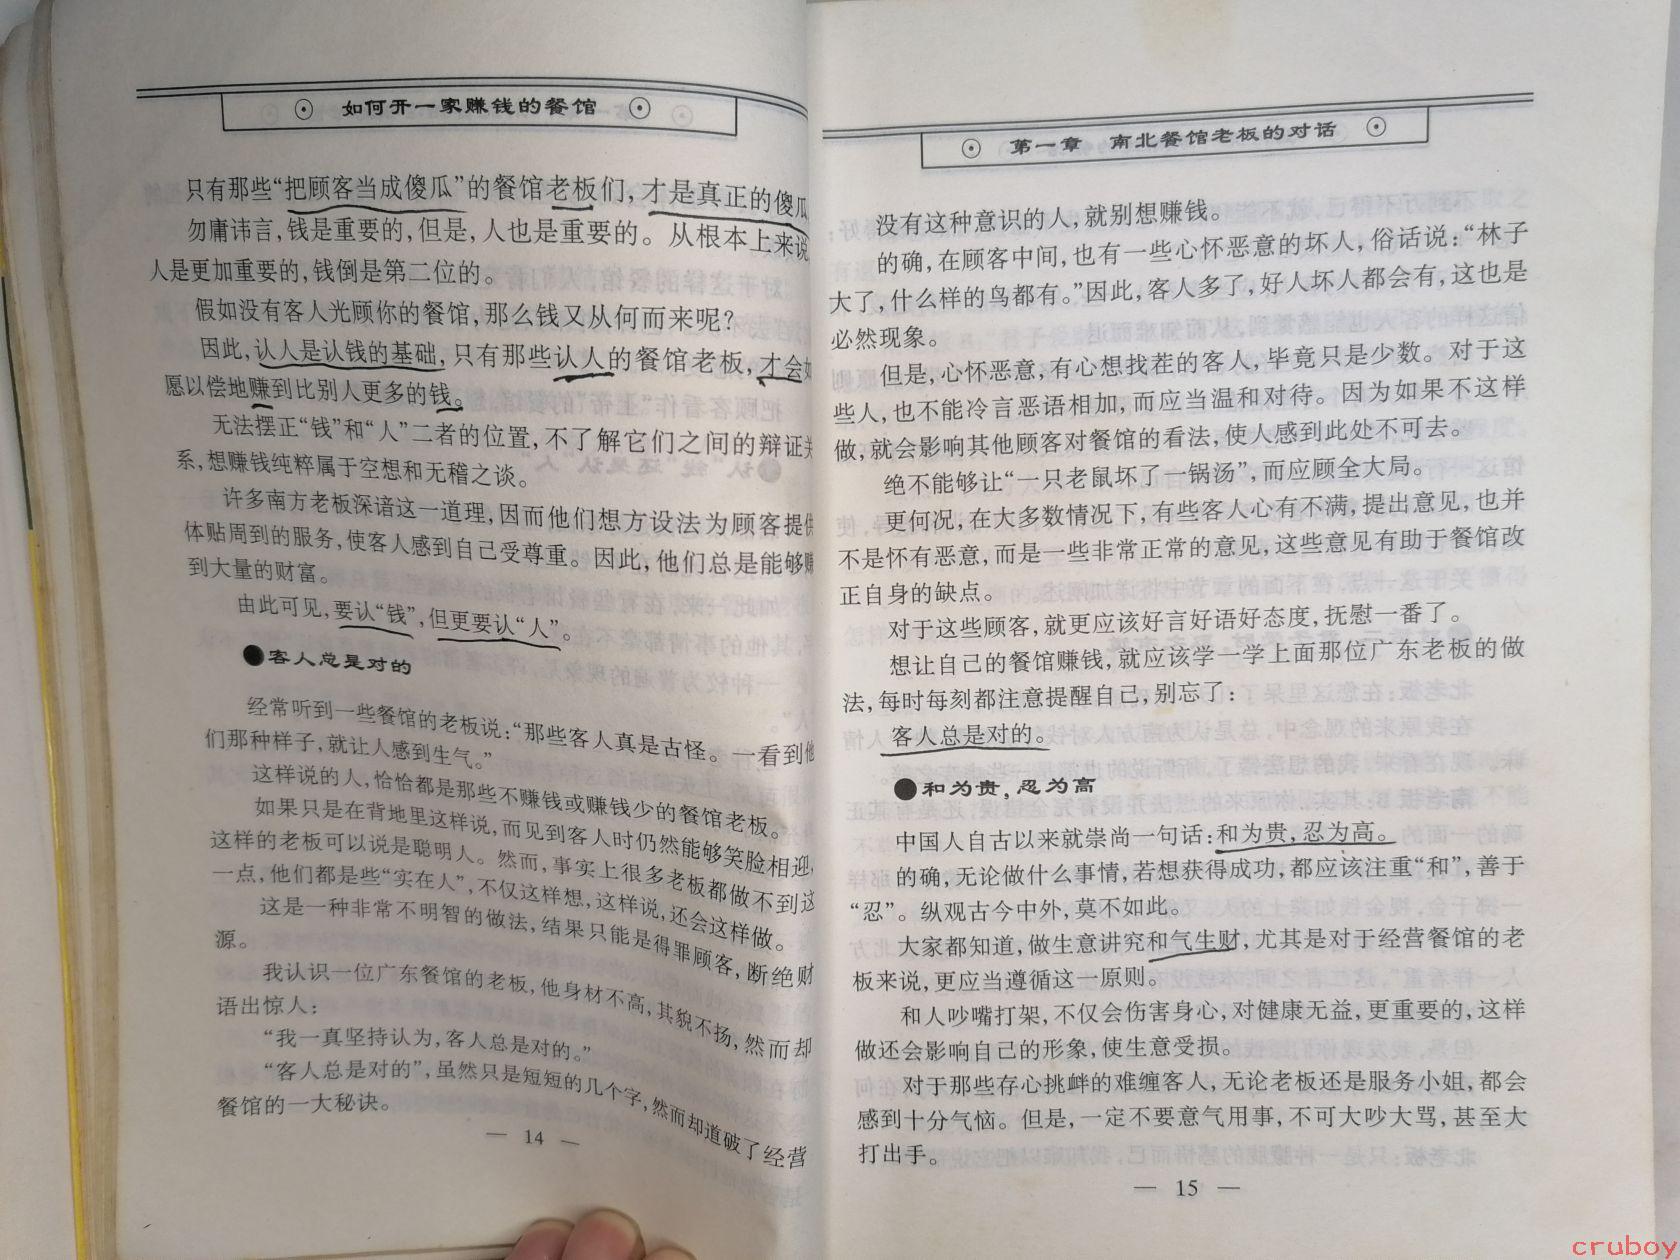 如何开一家赚钱的餐馆
只有那些“把顾客当成傻瓜”的餐馆老板们,才是真正的傻瓜
勿庸讳言,钱是重要的,但是,人也是重要的。从根本上来说
人是更加重要的,钱倒是第二位的。
假如没有客人光顾你的餐馆,那么钱又从何而来呢?
因此,认人是认钱的基础,只有那些认人的餐馆老板,才会如
愿以偿地赚到比别人更多的钱。
无法摆正“钱”和“人”二者的位置,不了解它们之间的辩证关
系,想赚钱纯粹属于空想和无稽之谈。
许多南方老板深谙这一道理,因而他们想方设法为顾客提供
体贴周到的服务,使客人感到自己受尊重。因此,他们总是能够赚
到大量的财富。
由此可见,要认“钱”,但更要认“人”。
●客人总是对的
经常听到一些餐馆的老板说:“那些客人真是古怪。一看到他
们那种样子,就让人感到生气。”
这样说的人,恰恰都是那些不赚钱或赚钱少的餐馆老板。
如果只是在背地里这样说,而见到客人时仍然能够笑脸相迎,
这样的老板可以说是聪明人。然而,事实上很多老板都做不到这
一点,他们都是些“实在人”,不仅这样想,这样说,还会这样做。
这是一种非常不明智的做法,结果只能是得罪顾客,断绝财
源。
我认识一位广东餐馆的老板,他身材不高,其貌不扬,然而却
语出惊人:
“我一真坚持认为,客人总是对的。”
“客人总是对的”,虽然只是短短的几个字,然而却道破了经营
餐馆的一大秘诀。
— 14 —
第一章 南北餐馆老板的对话
没有这种意识的人,就别想赚钱。
的确,在顾客中间,也有一些心怀恶意的坏人,俗话说:“林子
大了,什么样的鸟都有。”因此,客人多了,好人坏人都会有,这也是
必然现象。
但是,心怀恶意,有心想找茬的客人,毕竟只是少数。对于这
些人,也不能冷言恶语相加,而应当温和对待。因为如果不这样
做,就会影响其他顾客对餐馆的看法,使人感到此处不可去。
绝不能够让“一只老鼠坏了一锅汤”,而应顾全大局。
更何况,在大多数情况下,有些客人心有不满,提出意见,也并
不是怀有恶意,而是一些非常正常的意见,这些意见有助于餐馆改
正自身的缺点。
对于这些顾客,就更应该好言好语好态度,抚慰一番了。
想让自己的餐馆赚钱,就应该学一学上面那位广东老板的做
法,每时每刻都注意提醒自己,别忘了:
客人总是对的。
●和为贵,忍为高
中国人自古以来就崇尚一句话:和为贵,忍为高。
的确,无论做什么事情,若想获得成功,都应该注重“和”,善于
“忍”。纵观古今中外,莫不如此。
大家都知道,做生意讲究和气生财,尤其是对于经营餐馆的老
板来说,更应当遵循这一原则。
和人吵嘴打架,不仅会伤害身心,对健康无益,更重要的,这样
做还会影响自己的形象,使生意受损。
对于那些存心挑衅的难缠客人,无论老板还是服务小姐,都会
感到十分气恼。但是,一定不要意气用事,不可大吵大骂,甚至大
打出手。
— 15 —
cruboy